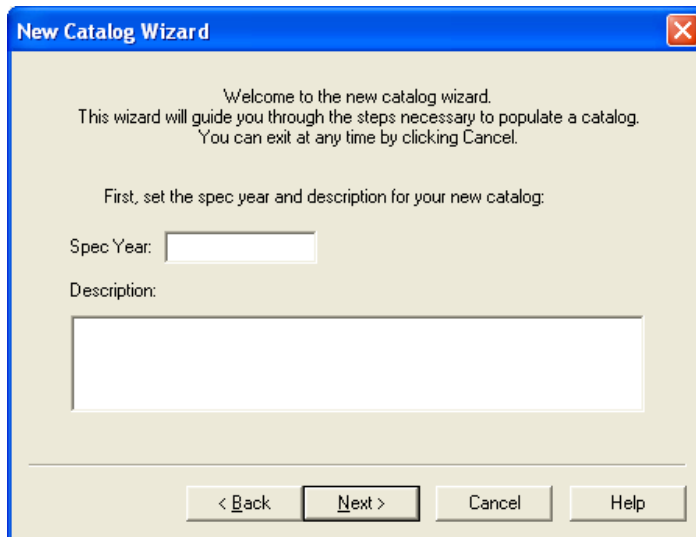 New Catalog Wizard
Welcome to the new catalog wizard.
This wizard will guide you through the steps necessary to populate a catalog.
You can exit at any time by clicking Cancel.
First, set the spec year and description for your new catalog:
Spec Year:
Description:
< Back Next > Cancel Help